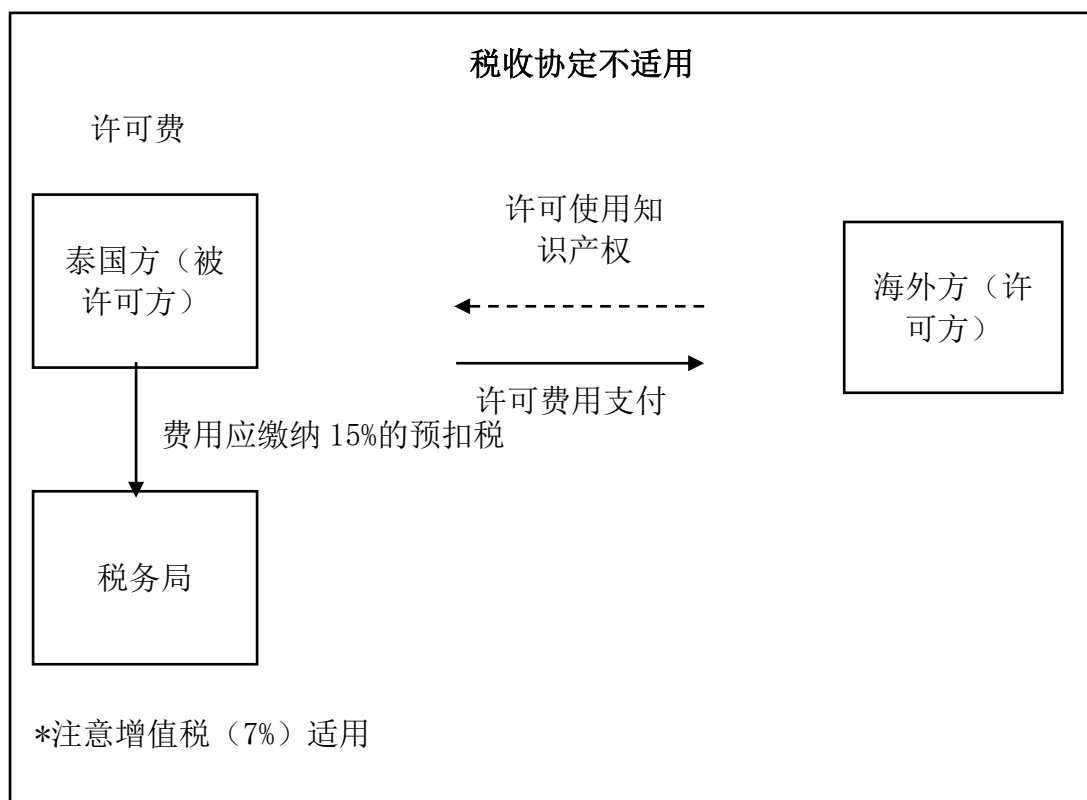 税收协定不适用
许可费
泰国方（被
许可方）
许可使用知
识产权
许可费用支付
海外方（许
可方）
费用应缴纳 15%的预扣税
税务局
*注意增值税（7%）适用